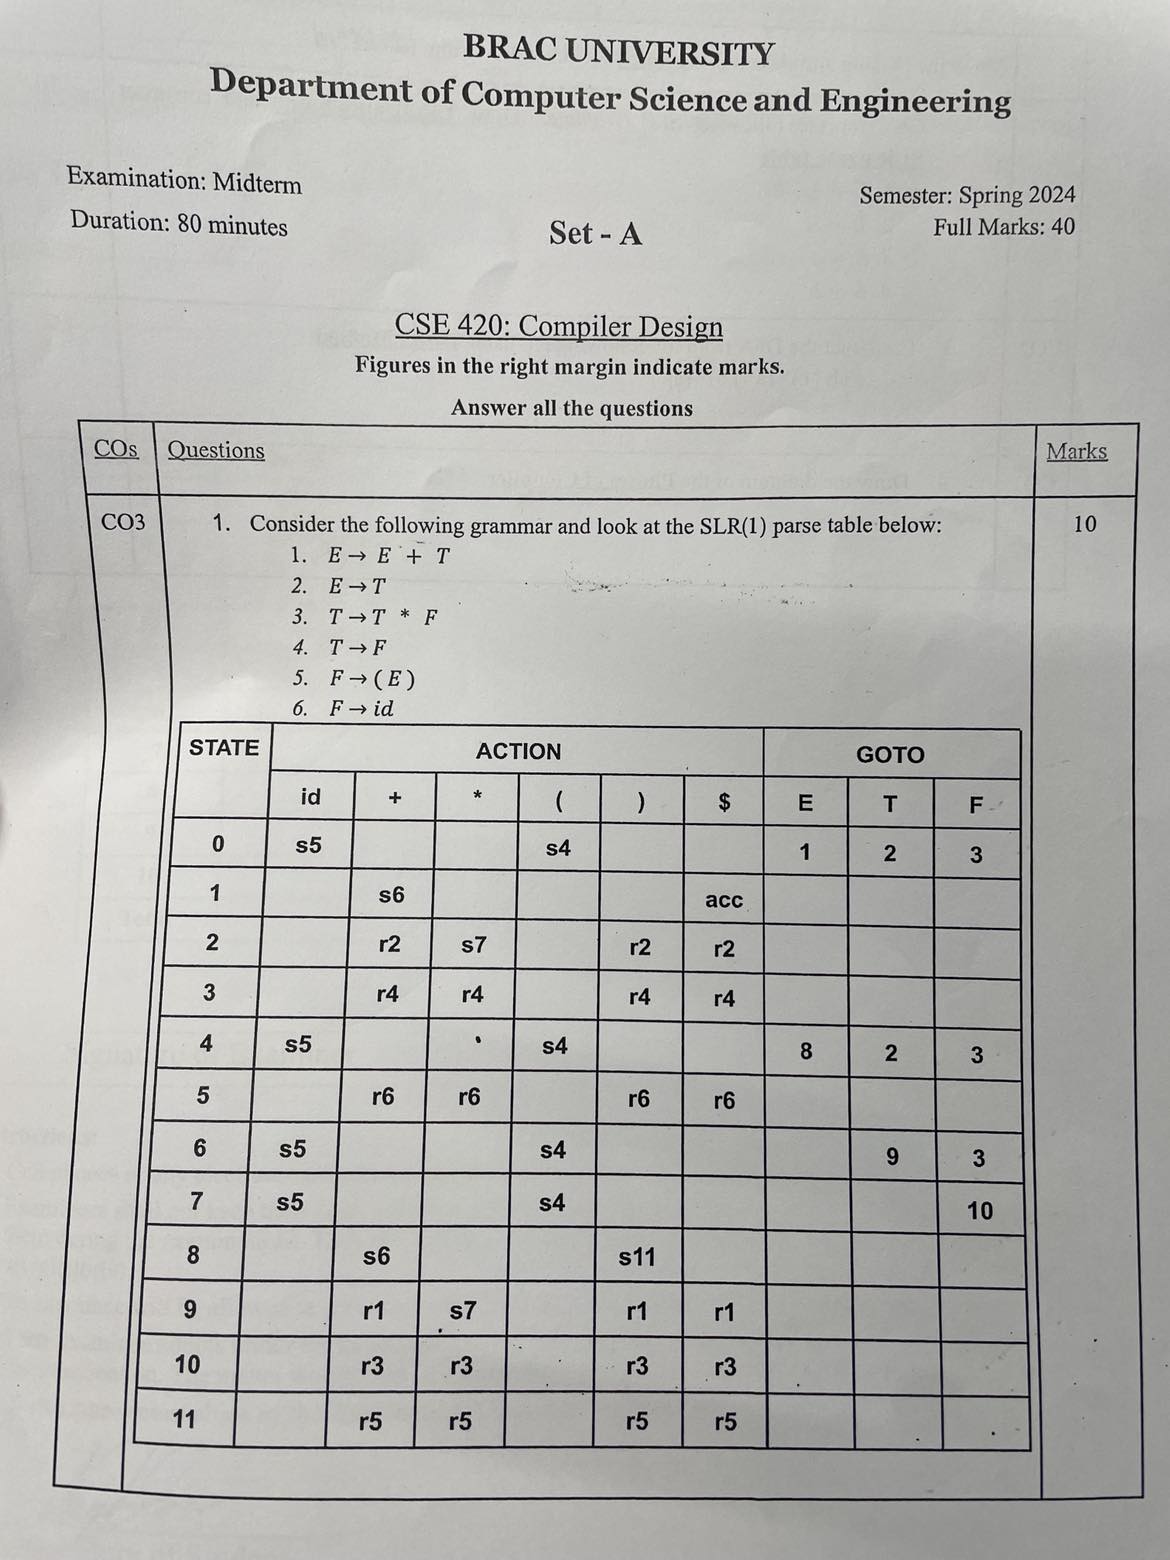 BRAC UNIVERSITY
Department of Computer Science and Engineering
Examination: Midterm
Semester: Spring 2024
Duration: 80 minutes
Set - A
Full Marks: 40
CSE 420: Compiler Design
Figures in the right margin indicate marks.
Answer all the questions
COs Questions Marks
CO3 1. Consider the following grammar and look at the SLR(1) parse table below: 10
1. E → E + T
2. E → T
3. T → T * F
4. T → F
5. F → ( E )
6. F → id
STATE ACTION GOTO
id + * ( ) $ E T F
0 s5 s4 1 2 3
1 s6 acc
2 r2 s7 r2 r2
3 r4 r4 r4 r4
4 s5 s4 8 2 3
5 r6 r6 r6 r6
6 s5 s4 9 3
7 s5 s4 10
8 s6 s11
9 r1 s7 r1 r1
10 r3 r3 r3 r3
11 r5 r5 r5 r5